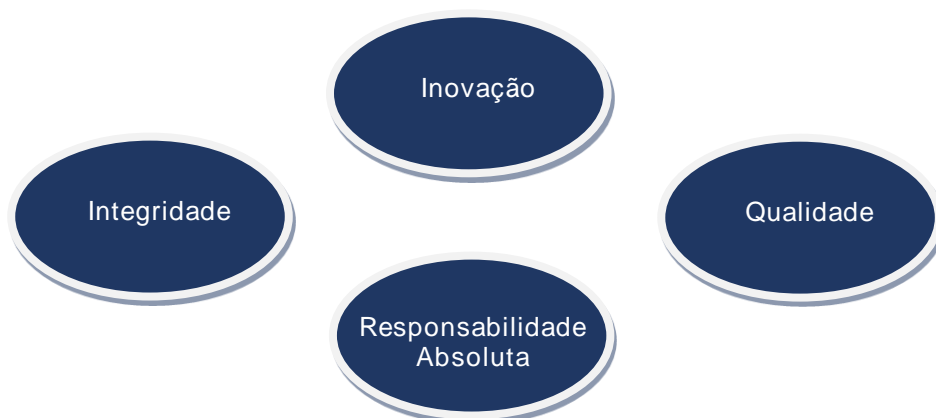 Inovação
Integridade
Qualidade
Responsabilidade
Absoluta